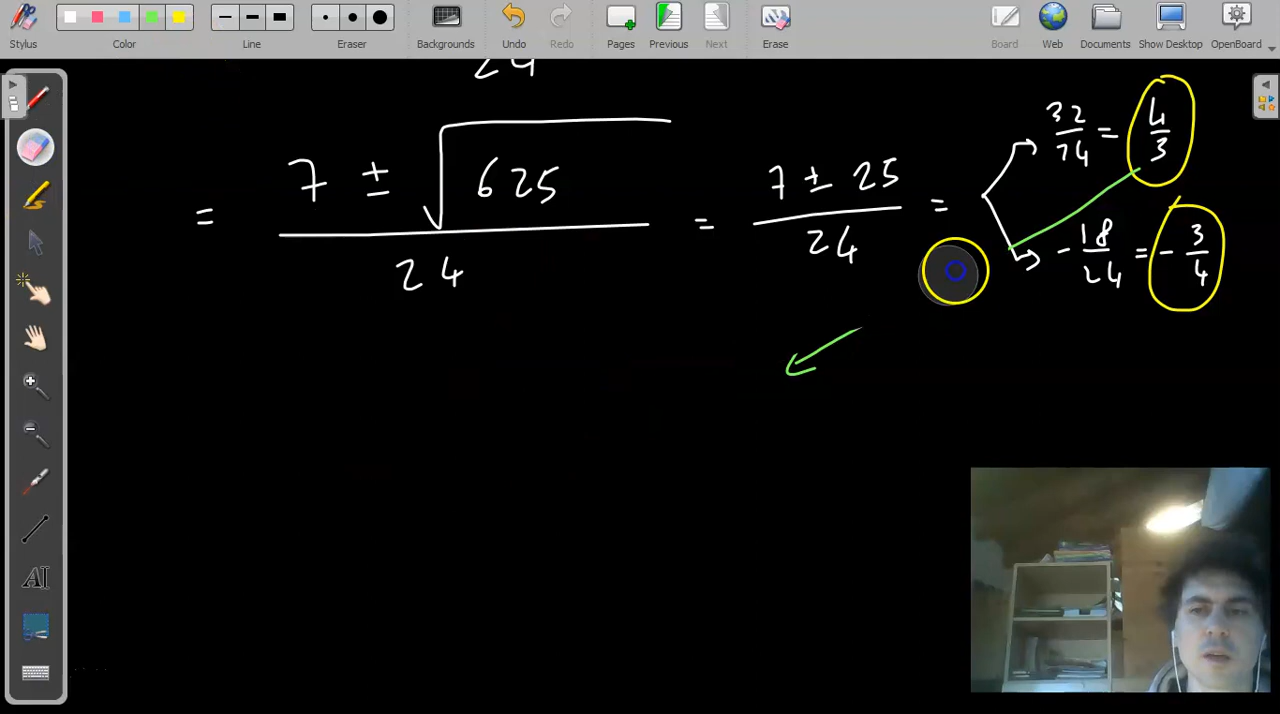 Stylus Color Line Eraser Backgrounds Undo Redo Pages Previous Next Erase Board Web Documents Show Desktop OpenBoard
24
= 7 ± √625 / 24 = 7 ± 25 / 24 =
32/24 = 4/3
-18/24 = -3/4
AI